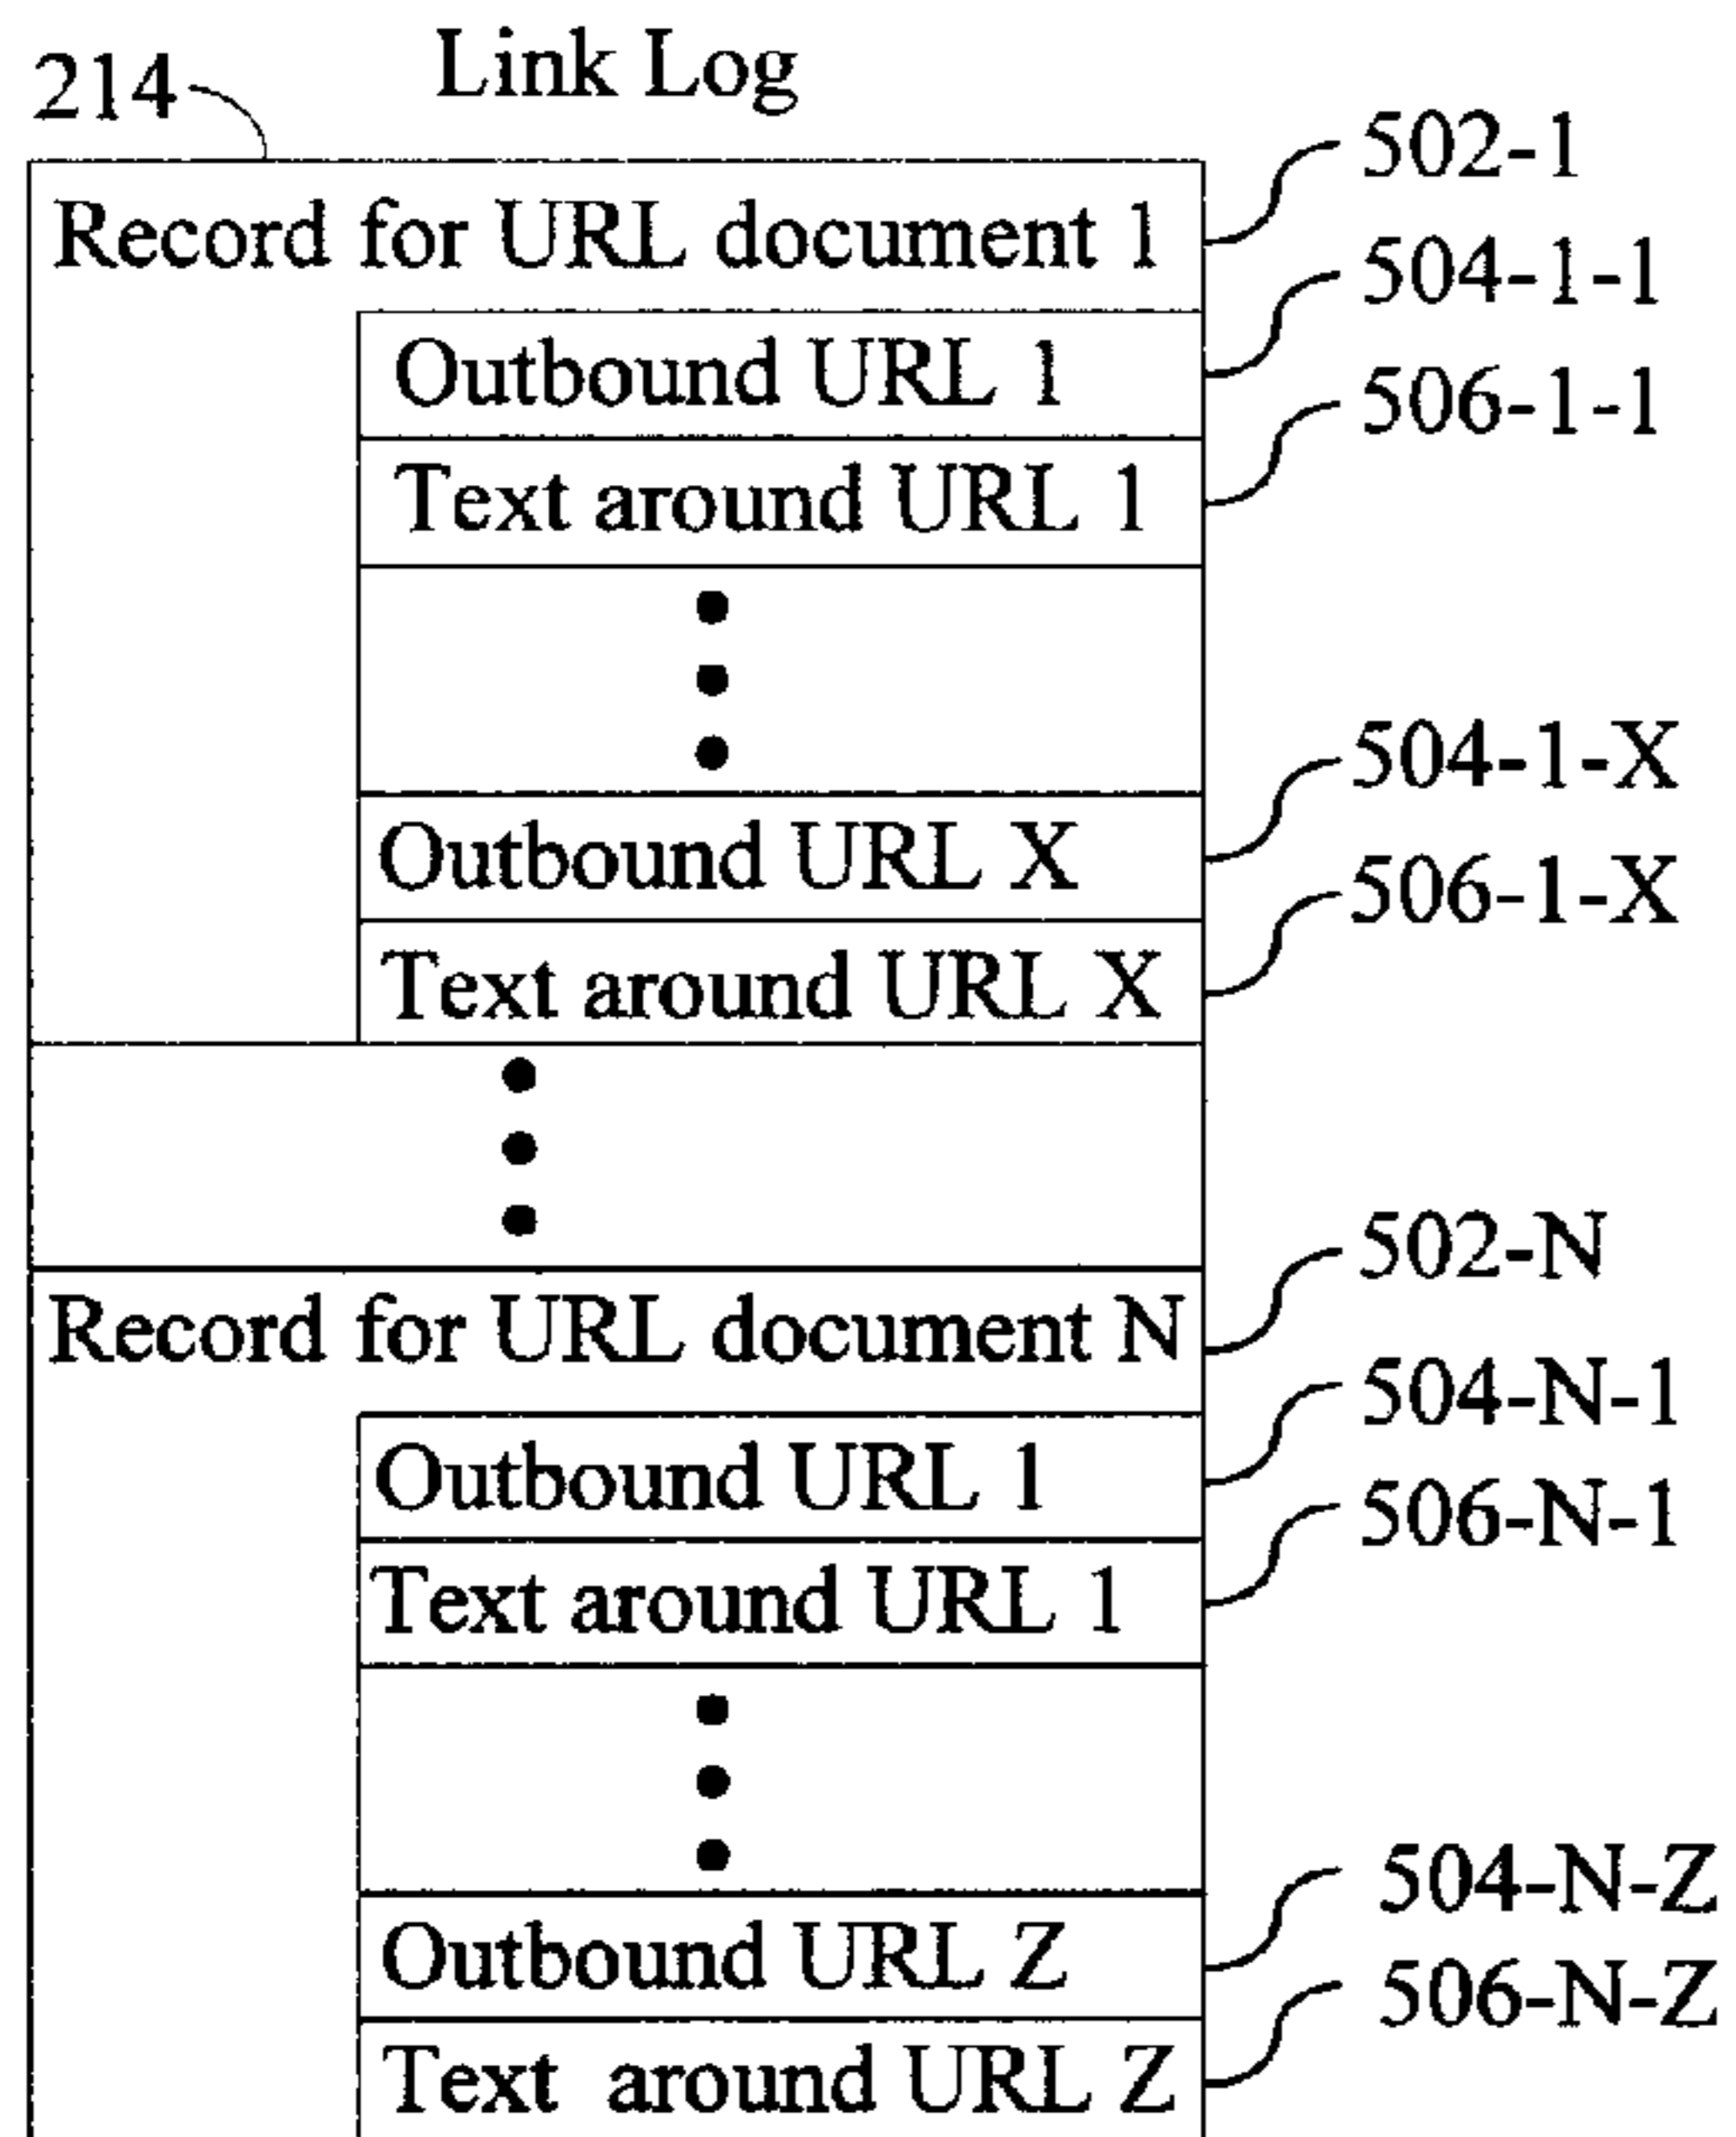 Link Log
214
502-1
Record for URL document 1
504-1-1
Outbound URL 1
506-1-1
Text around URL 1
504-1-X
Outbound URL X
506-1-X
Text around URL X
502-N
Record for URL document N
504-N-1
Outbound URL 1
506-N-1
Text around URL 1
504-N-Z
Outbound URL Z
506-N-Z
Text around URL Z